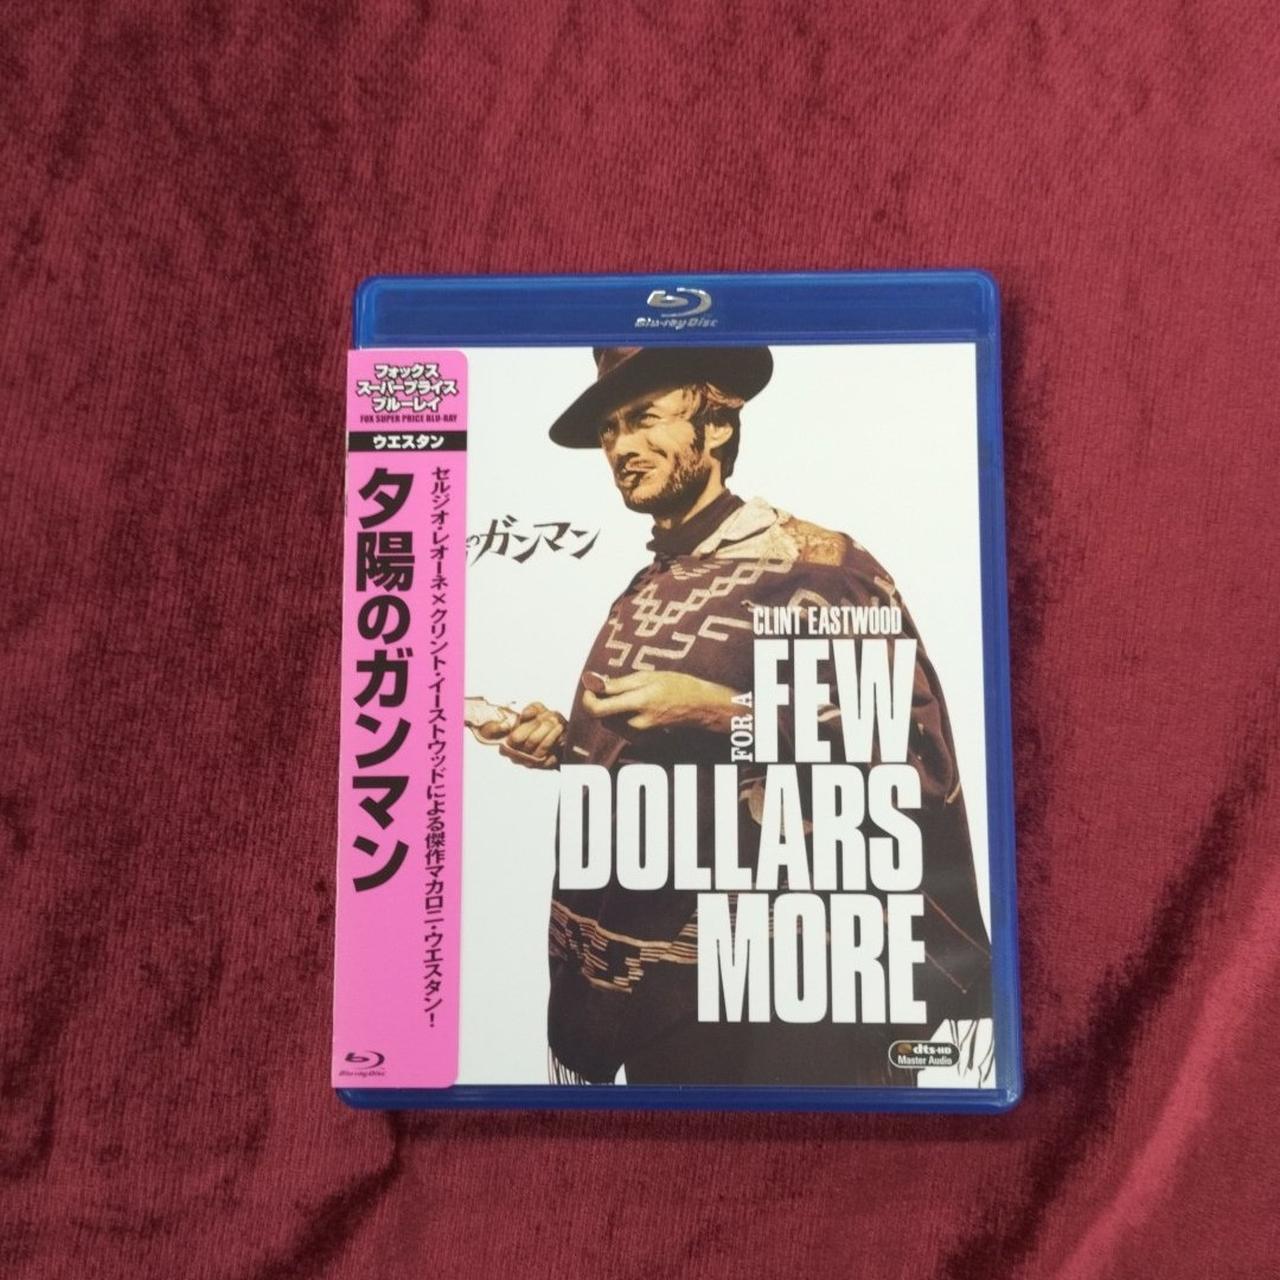 Blu-ray Disc
フォックス
スーパープライス
ブルーレイ
FOX SUPER PRICE BLU-RAY
ウエスタン
夕陽のガンマン
セルジオ・レオーネ×クリント・イーストウッドによる傑作マカロニ・ウエスタン!
Blu-ray Disc
のガンマン
CLINT EASTWOOD
FOR A
FEW
DOLLARS
MORE
dts-HD
Master Audio